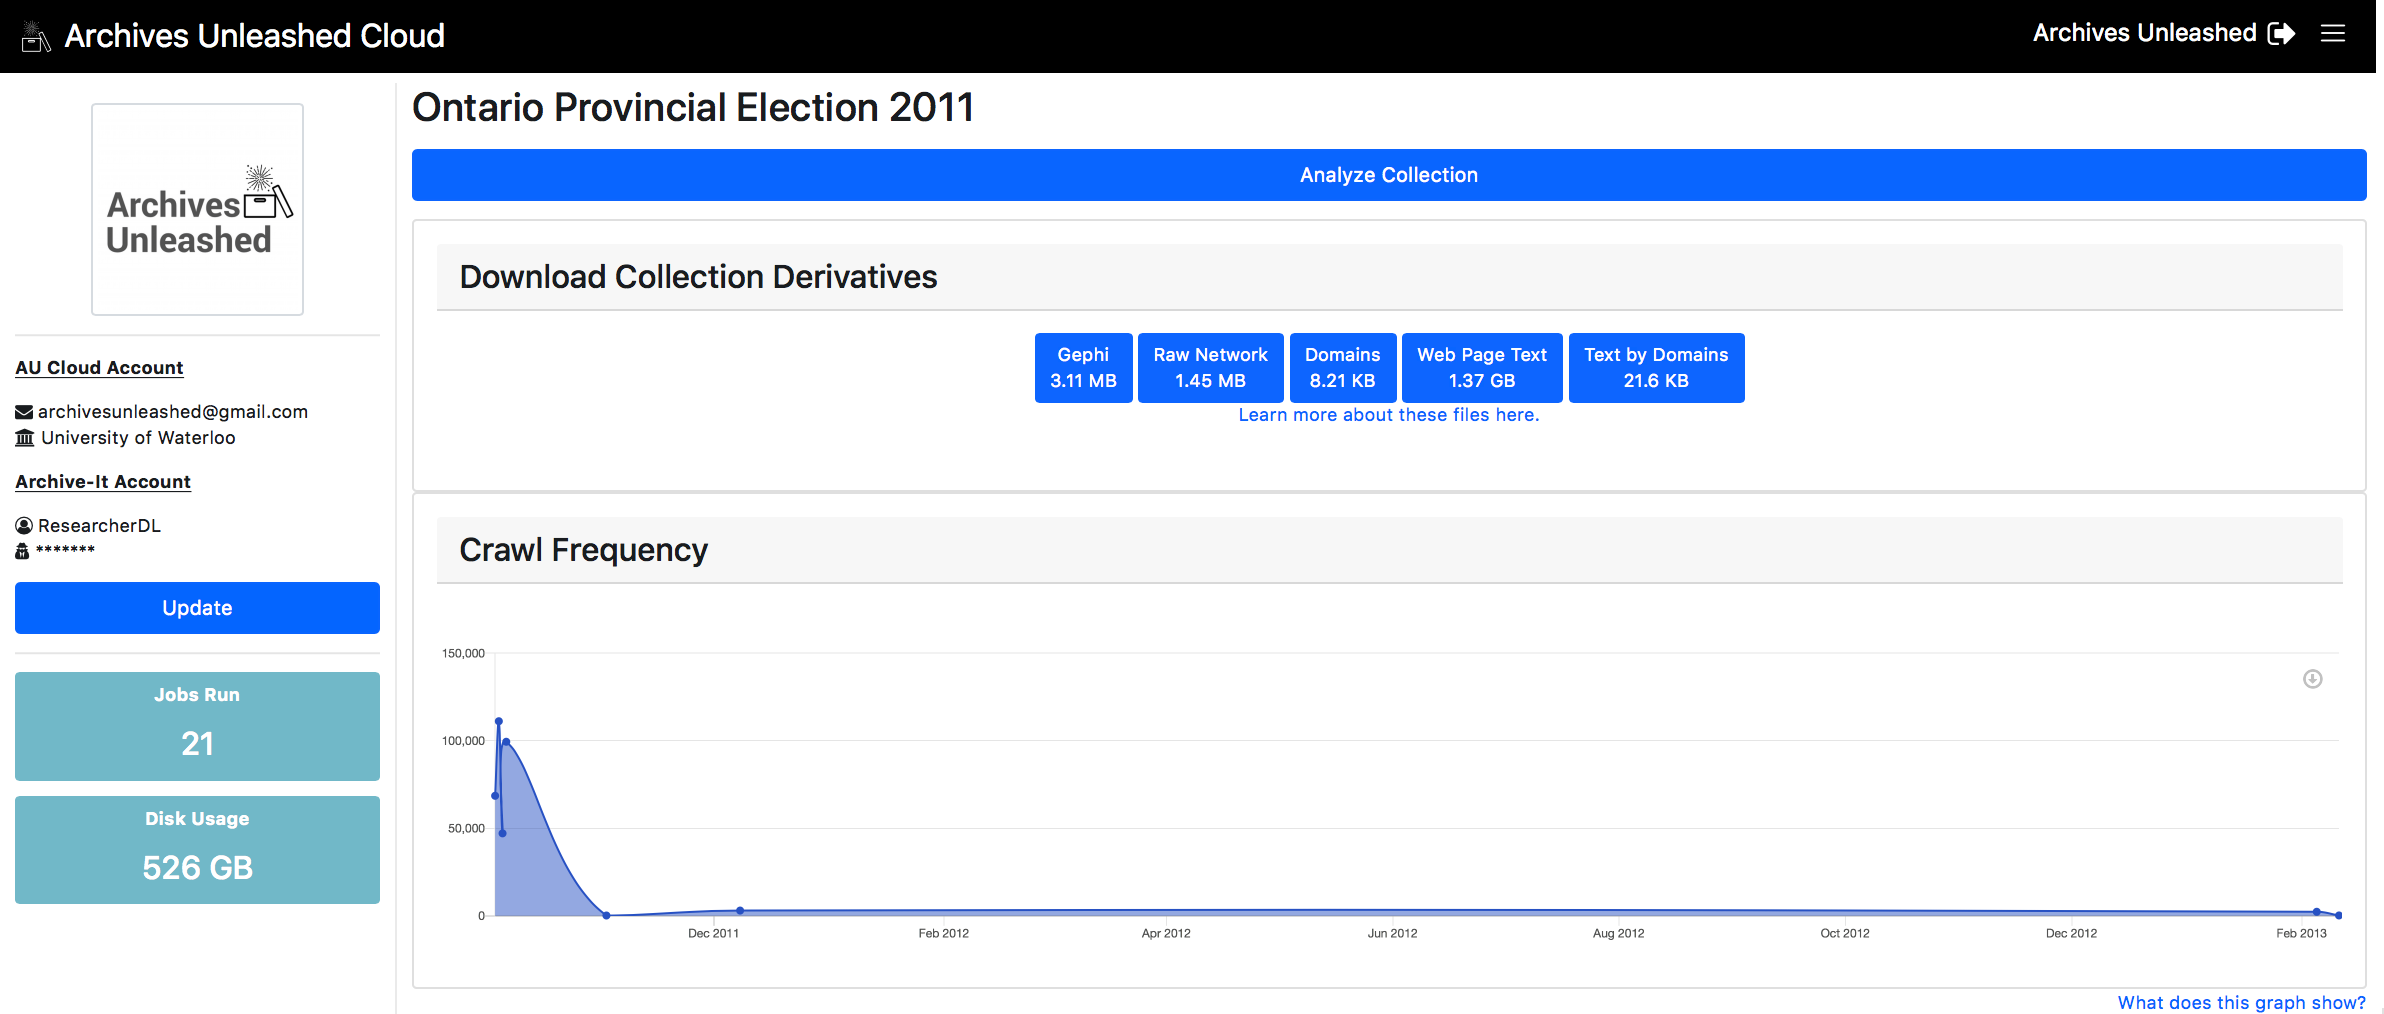 Archives Unleashed Cloud
Archives Unleashed
Archives
Unleashed
AU Cloud Account
archivesunleashed@gmail.com
University of Waterloo
Archive-It Account
ResearcherDL
*******
Update
Jobs Run
21
Disk Usage
526 GB
Ontario Provincial Election 2011
Analyze Collection
Download Collection Derivatives
Gephi
3.11 MB
Raw Network
1.45 MB
Domains
8.21 KB
Web Page Text
1.37 GB
Text by Domains
21.6 KB
Learn more about these files here.
Crawl Frequency
150,000
100,000
50,000
0
Dec 2011
Feb 2012
Apr 2012
Jun 2012
Aug 2012
Oct 2012
Dec 2012
Feb 2013
What does this graph show?